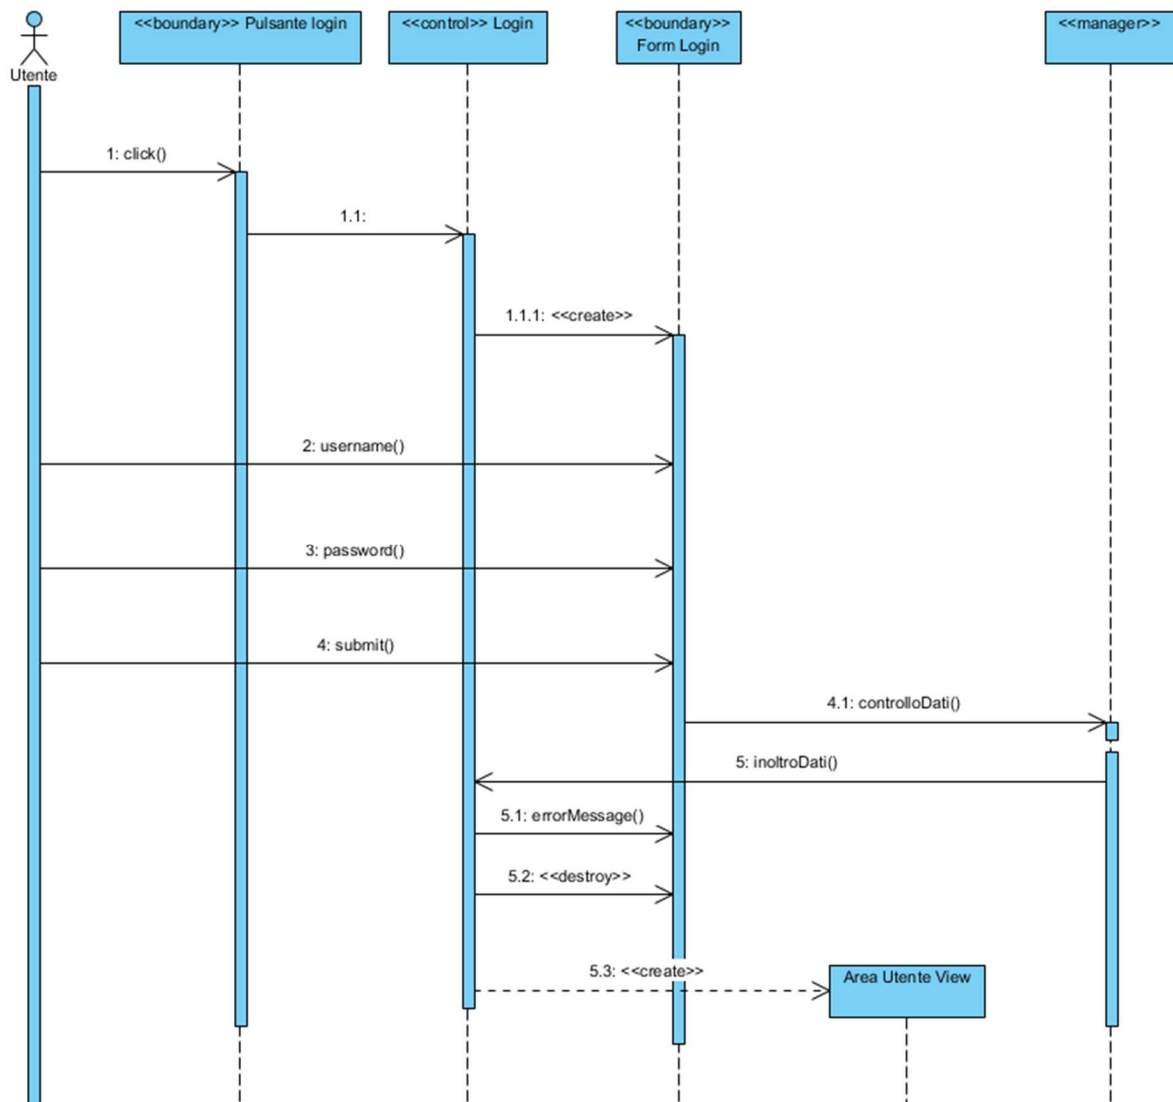 <<boundary>> Pulsante login
<<control>> Login
<<boundary>>
Form Login
<<manager>>
Utente
1: click()
1.1:
1.1.1: <<create>>
2: username()
3: password()
4: submit()
4.1: controlloDati()
5: inoltroDati()
5.1: errorMessage()
5.2: <<destroy>>
5.3: <<create>>
Area Utente View